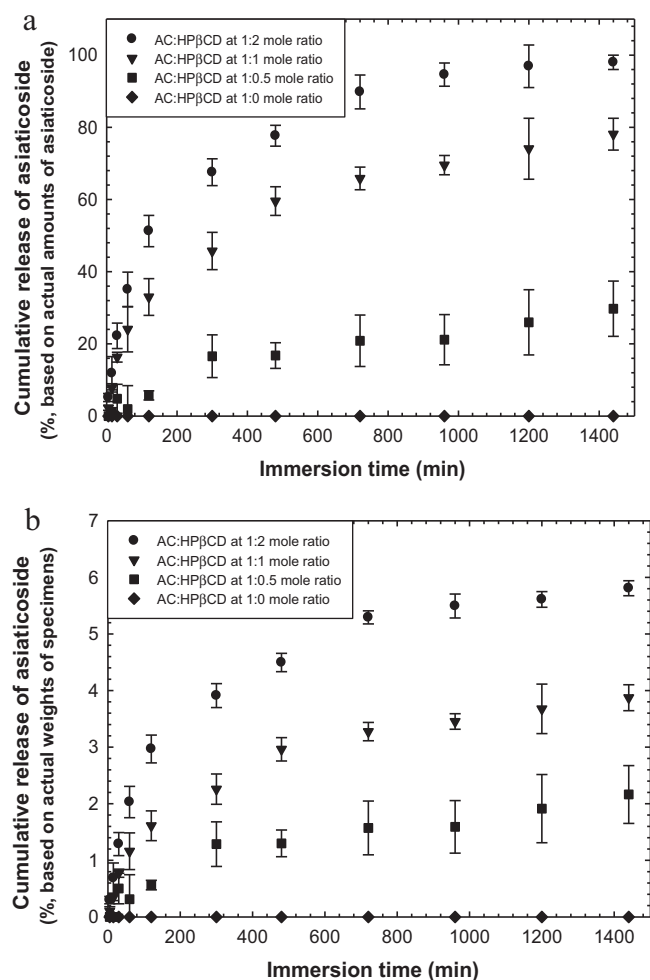 a
AC:HPβCD at 1:2 mole ratio
AC:HPβCD at 1:1 mole ratio
AC:HPβCD at 1:0.5 mole ratio
AC:HPβCD at 1:0 mole ratio
Cumulative release of asiaticoside
(%, based on actual amounts of asiaticoside)
100
80
60
40
20
0
0 200 400 600 800 1000 1200 1400
Immersion time (min)
b
AC:HPβCD at 1:2 mole ratio
AC:HPβCD at 1:1 mole ratio
AC:HPβCD at 1:0.5 mole ratio
AC:HPβCD at 1:0 mole ratio
Cumulative release of asiaticoside
(%, based on actual weights of specimens)
7
6
5
4
3
2
1
0
0 200 400 600 800 1000 1200 1400
Immersion time (min)